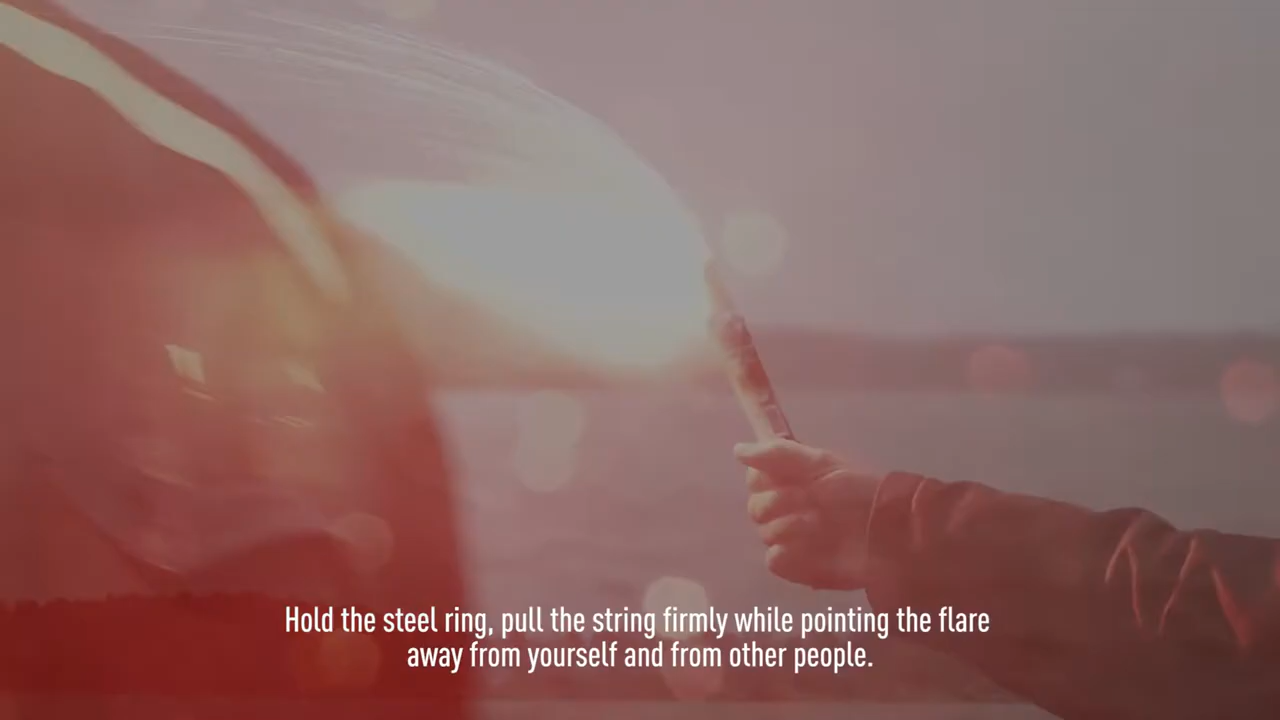 Hold the steel ring, pull the string firmly while pointing the flare
away from yourself and from other people.